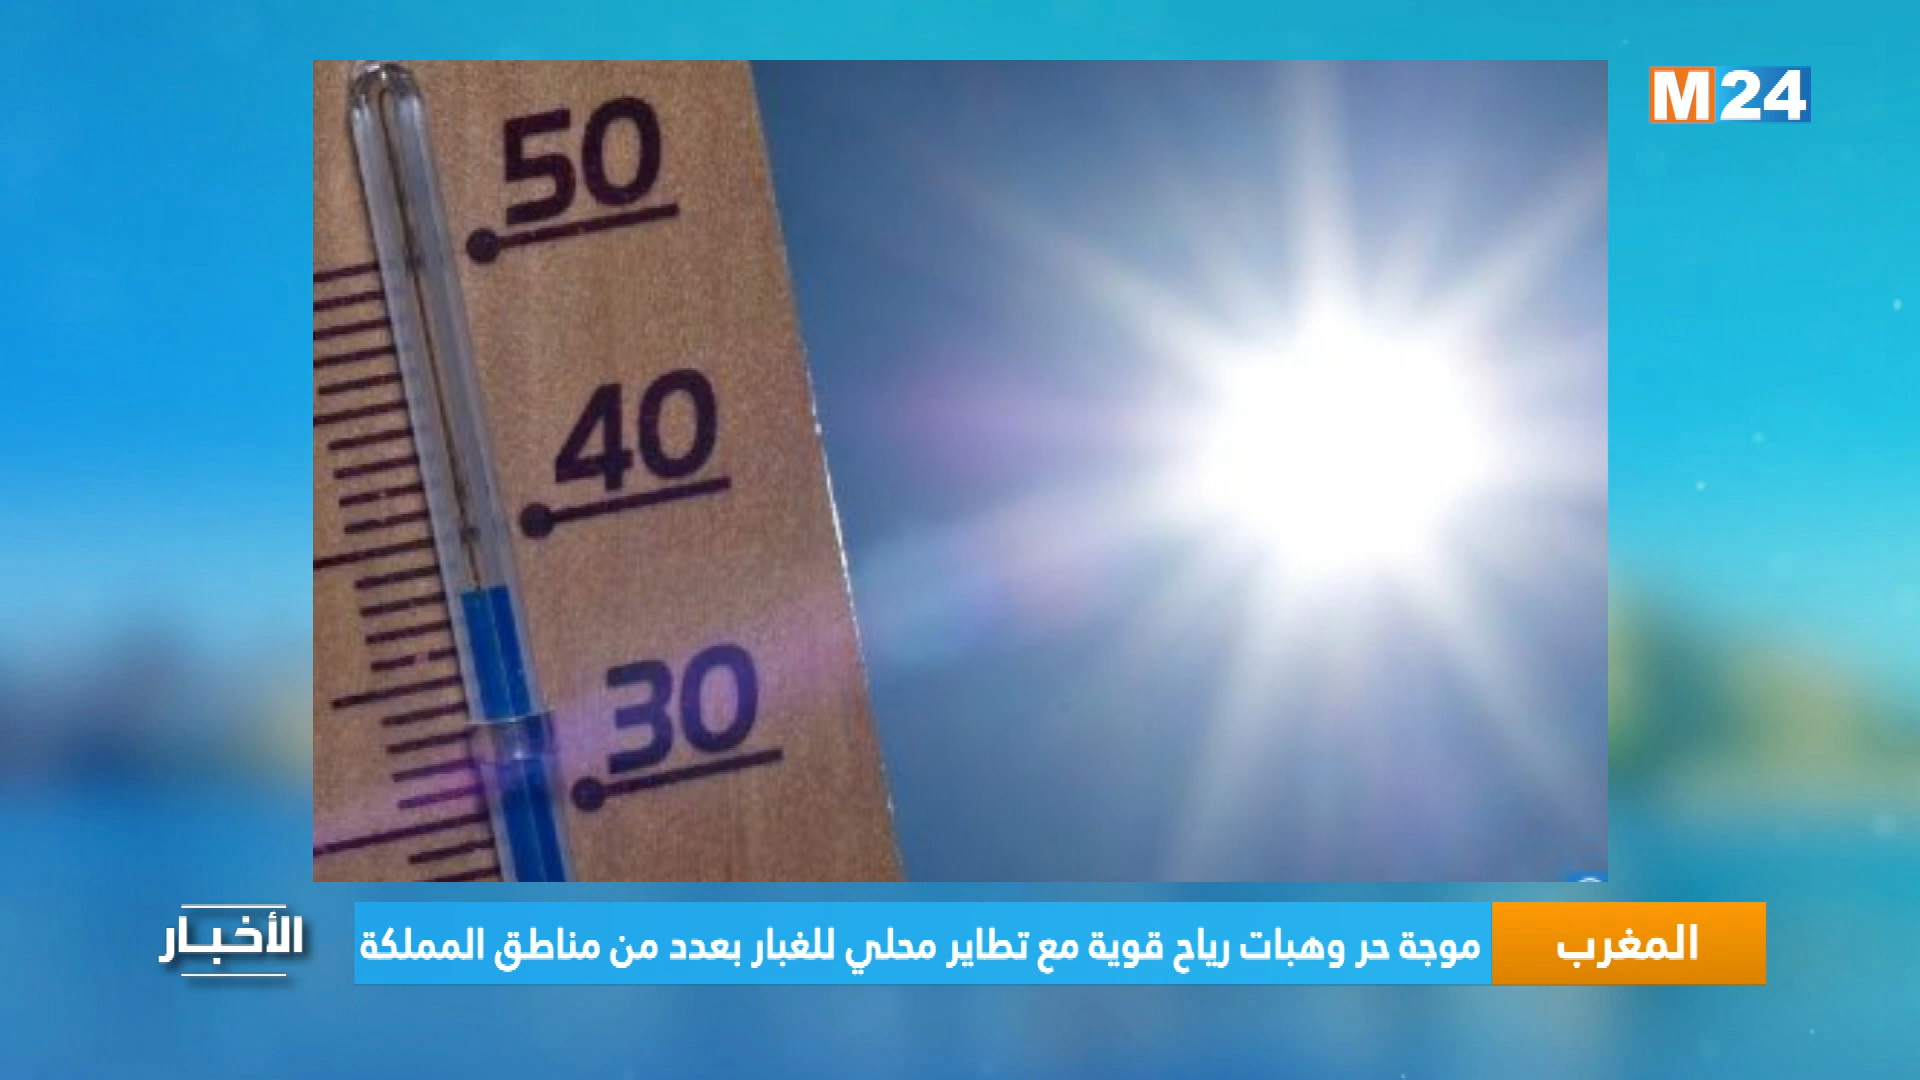 M24
50
40
30
المغرب
موجة حر وهبات رياح قوية مع تطاير محلي للغبار بعدد من مناطق المملكة
الأخبار